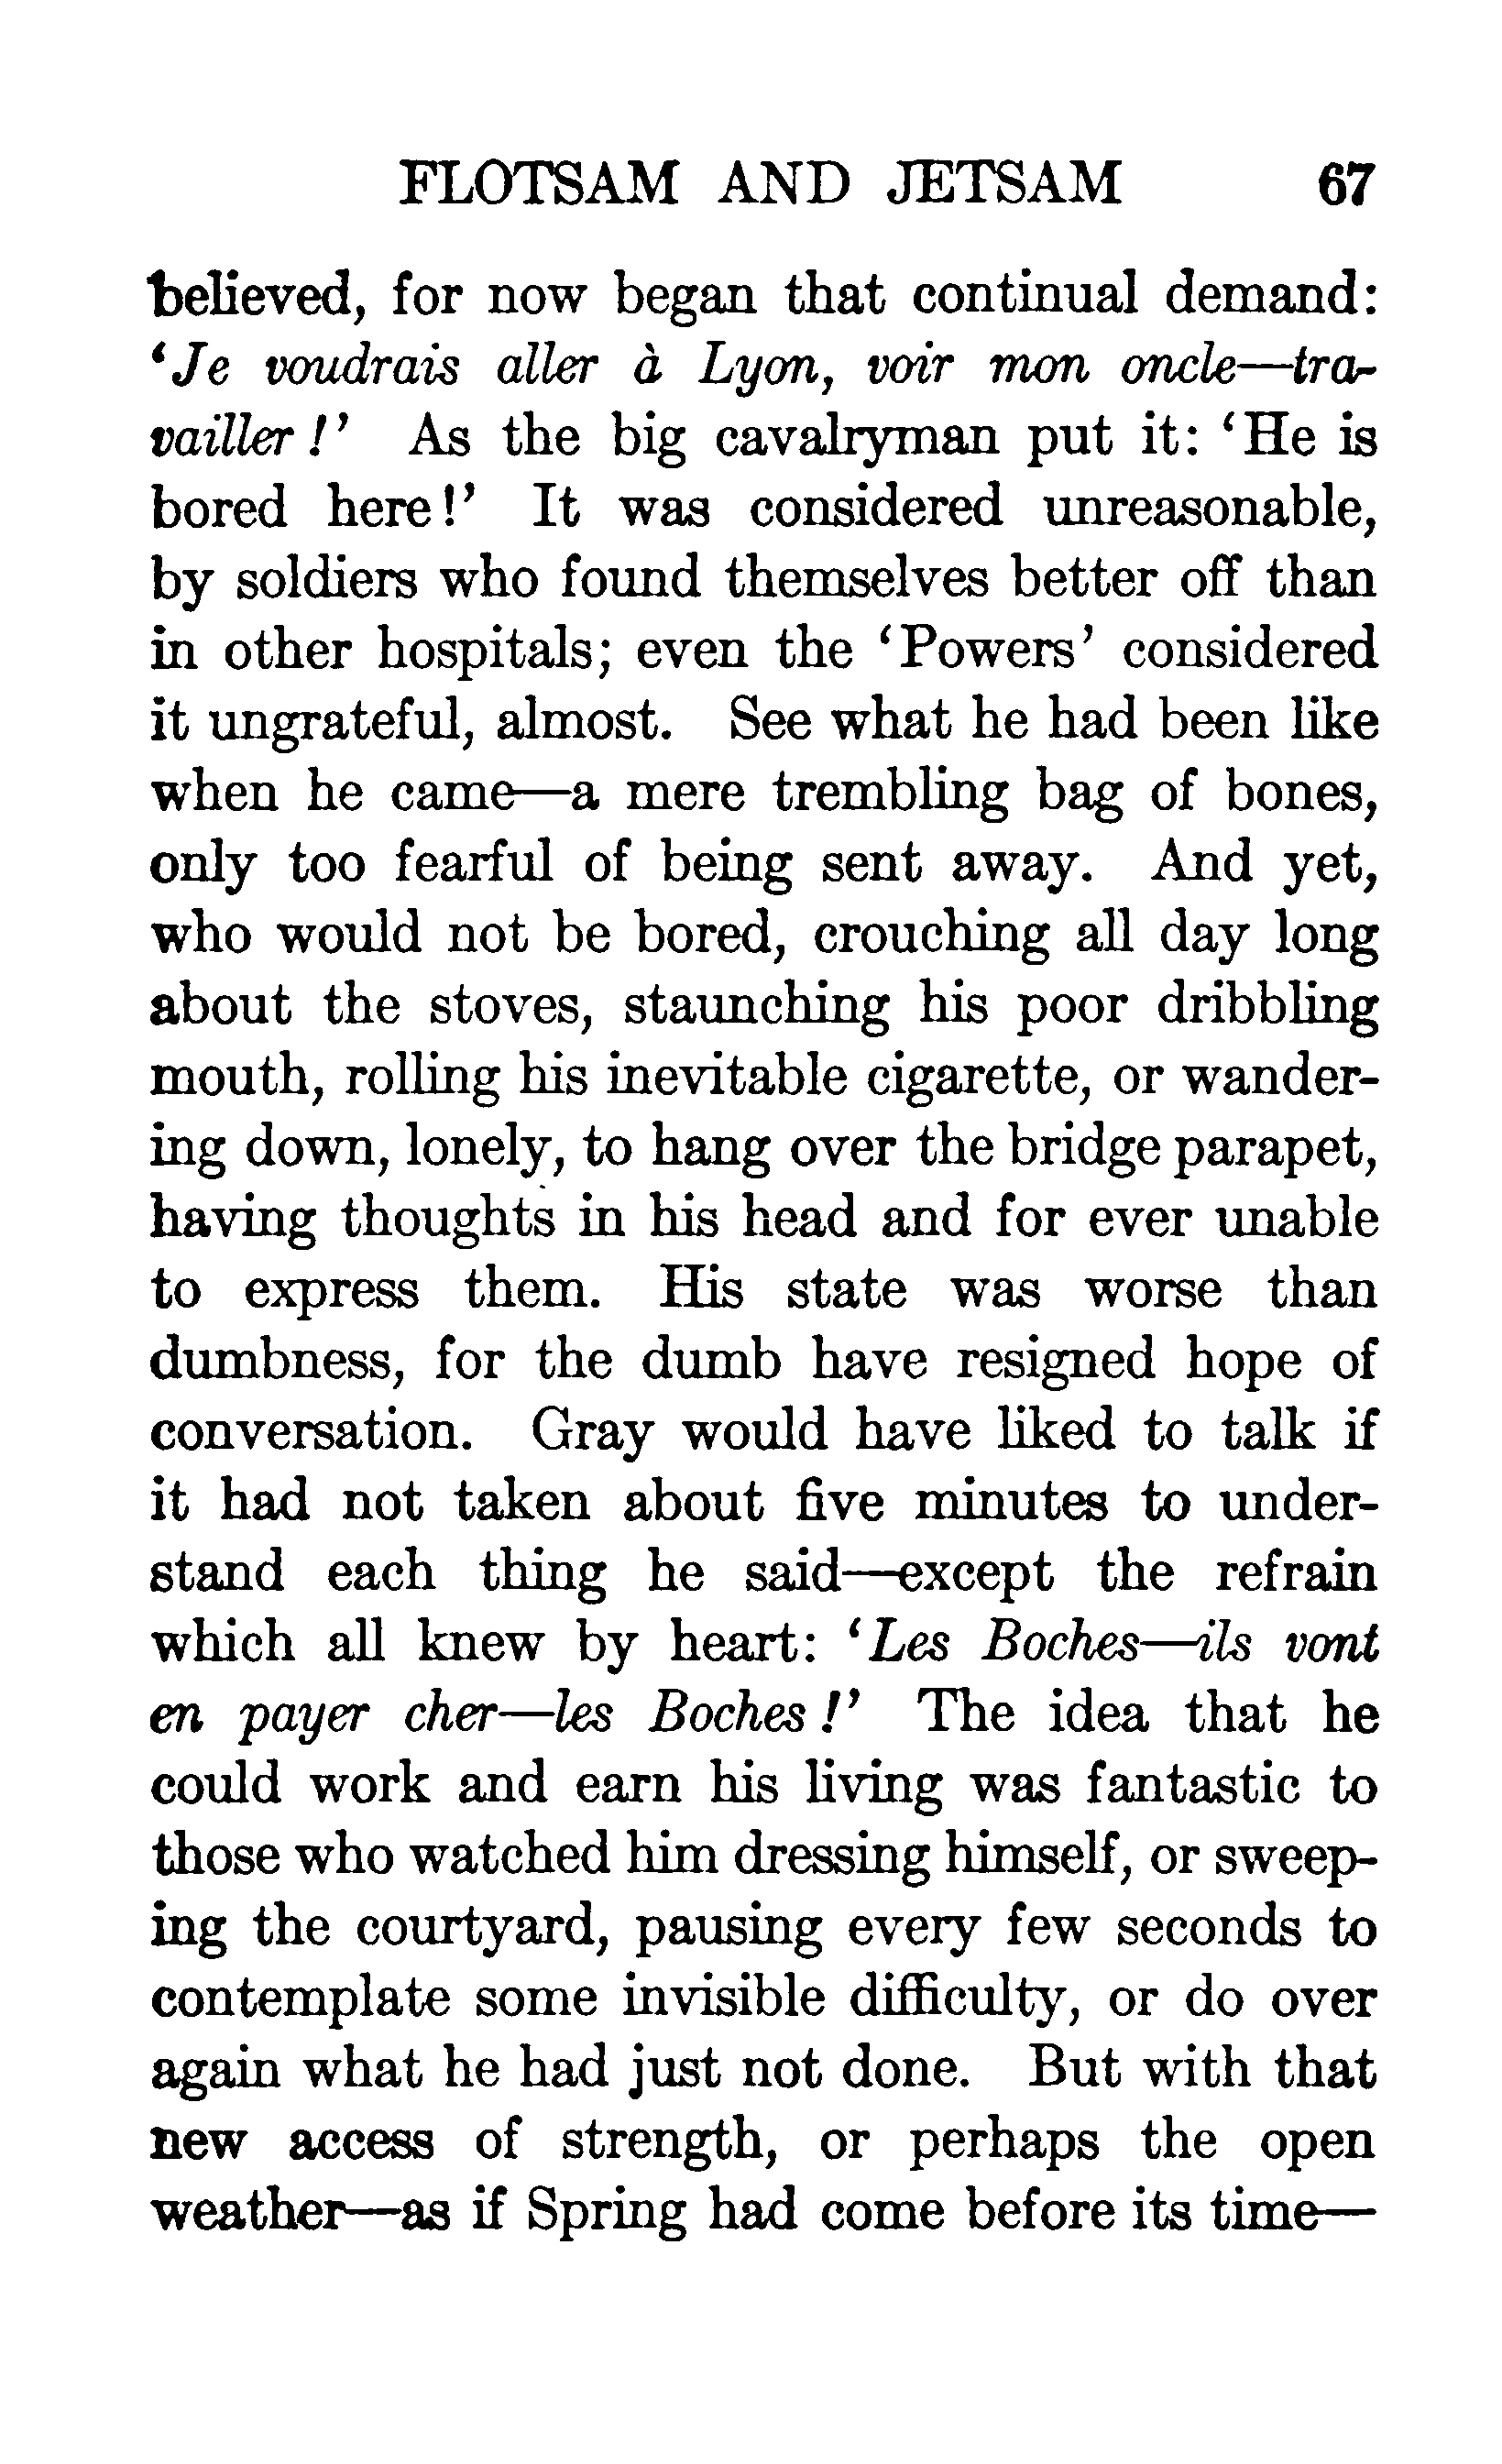 FLOTSAM AND JETSAM 67
believed, for now began that continual demand:
‘Je voudrais aller à Lyon, voir mon oncle—tra-
vailler!’ As the big cavalryman put it: ‘He is
bored here!’ It was considered unreasonable,
by soldiers who found themselves better off than
in other hospitals; even the ‘Powers’ considered
it ungrateful, almost. See what he had been like
when he came—a mere trembling bag of bones,
only too fearful of being sent away. And yet,
who would not be bored, crouching all day long
about the stoves, staunching his poor dribbling
mouth, rolling his inevitable cigarette, or wander-
ing down, lonely, to hang over the bridge parapet,
having thoughts in his head and for ever unable
to express them. His state was worse than
dumbness, for the dumb have resigned hope of
conversation. Gray would have liked to talk if
it had not taken about five minutes to under-
stand each thing he said—except the refrain
which all knew by heart: ‘Les Boches—ils vont
en payer cher—les Boches!’ The idea that he
could work and earn his living was fantastic to
those who watched him dressing himself, or sweep-
ing the courtyard, pausing every few seconds to
contemplate some invisible difficulty, or do over
again what he had just not done. But with that
new access of strength, or perhaps the open
weather—as if Spring had come before its time—